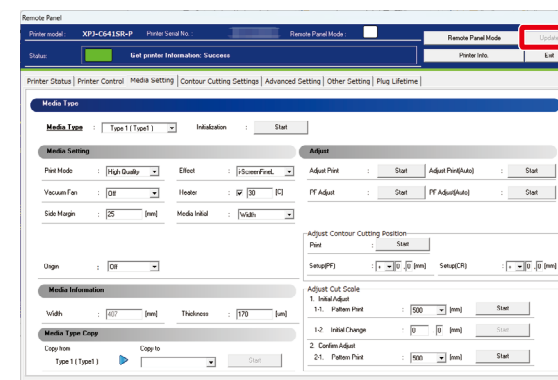 Remote Panel
Printer model : XPJ-C641SR-P Printer Serial No. : Remote Panel Mode : Remote Panel Mode Update
Status: Get printer Information: Success Printer Info. Exit
Printer Status Printer Control Media Setting Contour Cutting Settings Advanced Setting Other Setting Plug Lifetime
Media Type
Media Type : Type 1 ( Type1 ) Initialization : Start
Media Setting Adjust
Print Mode : High Quality Effect : i-ScreenFineL Adjust Print : Start Adjust Print(Auto) : Start
Vacuum Fan : Off Heater : 30 [C] PF Adjust : Start PF Adjust(Auto) : Start
Side Margin : 25 [mm] Media Initial : Width
Adjust Contour Cutting Position
Print : Start
Origin : Off Setup(PF) : + 0 . 0 [mm] Setup(CR) : + 0 . 0 [mm]
Media Information Adjust Cut Scale
1. Initial Adjust
Width : 407 [mm] Thickness : 170 [um] 1-1. Pattern Print : 500 [mm] Start
1-2 Initial Change : 0 . 0 [mm] Start
Media Type Copy
2. Confirm Adjust
Copy from Copy to
Type 1 ( Type1 ) Start 2-1. Pattern Print : 500 [mm] Start